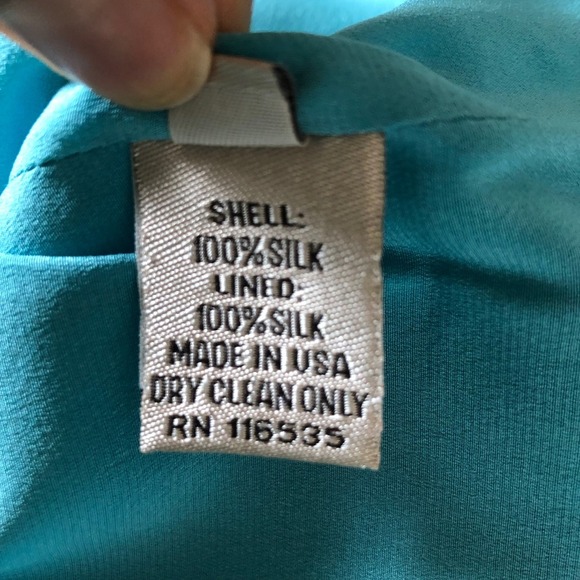 SHELL:
100% SILK
LINED:
100% SILK
MADE IN USA
DRY CLEAN ONLY
RN 116535